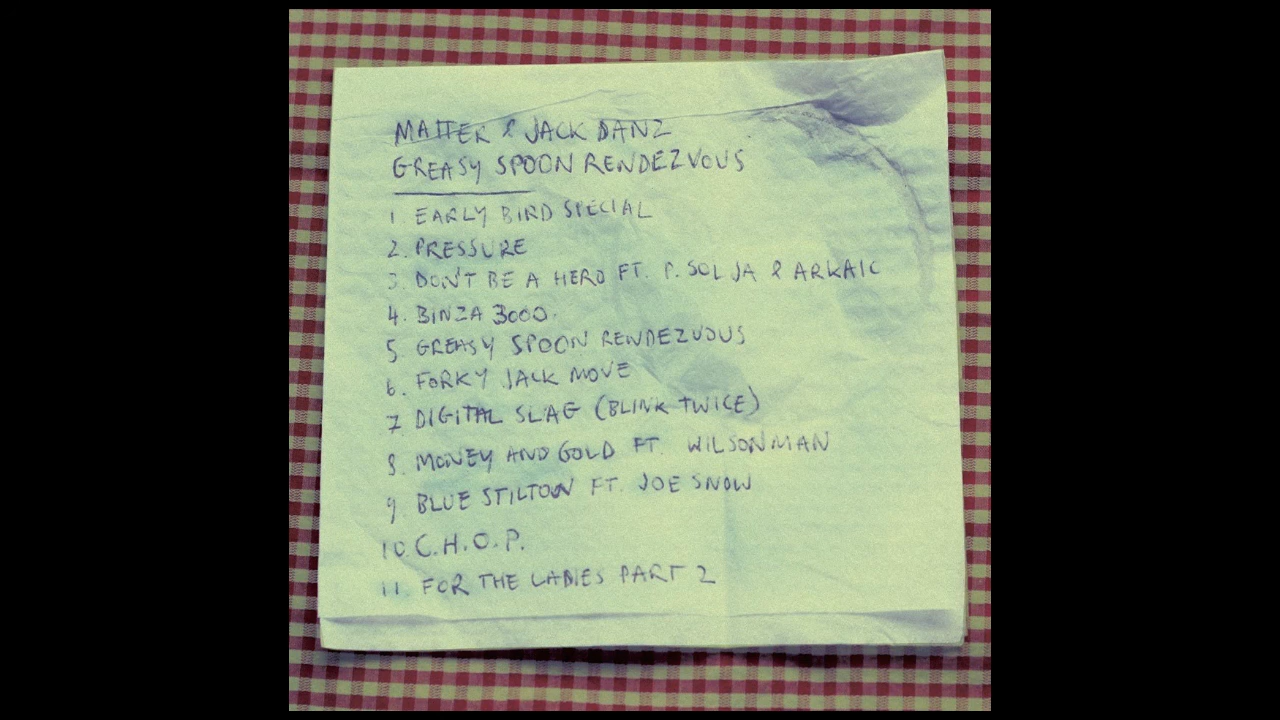 MATTER & JACK DANZ
GREASY SPOON RENDEZVOUS
1. EARLY BIRD SPECIAL
2. PRESSURE
3. DON'T BE A HERO FT. P. SOLJA & ARKAIC
4. BINZA 3000.
5. GREASY SPOON RENDEZVOUS
6. FORKY JACK MOVE
7. DIGITAL SLAG (BLINK TWICE)
8. MONEY AND GOLD FT. WILSONMAN
9. BLUE STILTON FT. JOE SNOW
10. C.H.O.P.
11. FOR THE LADIES PART 2